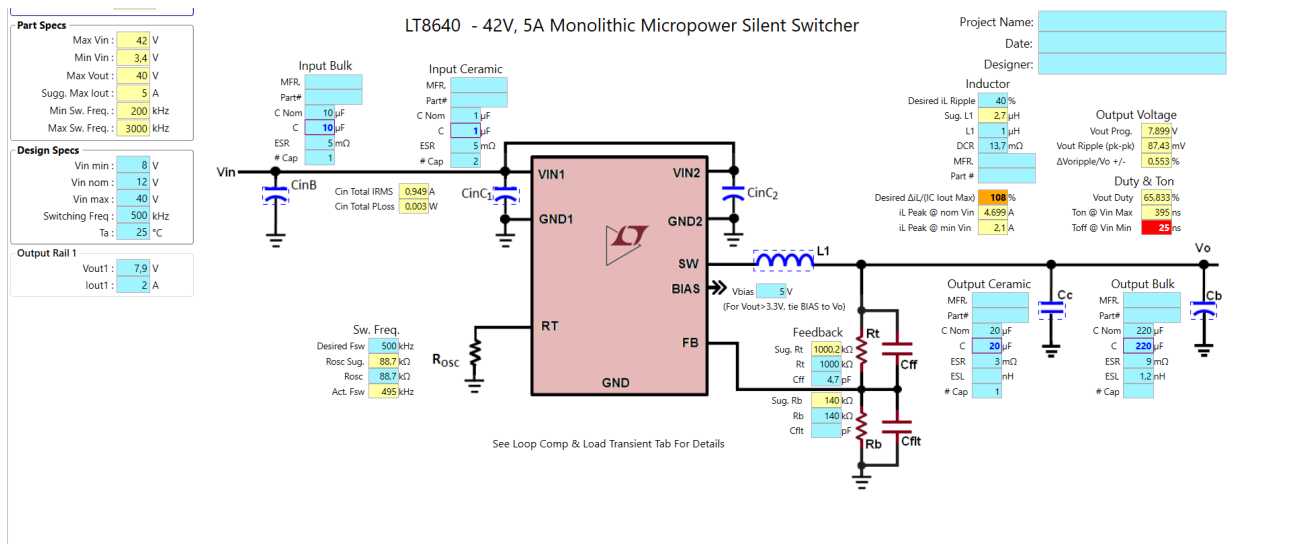 LT8640 - 42V, 5A Monolithic Micropower Silent Switcher
Project Name:
Date:
Designer:
Part Specs
Max Vin : 42 V
Min Vin : 3,4 V
Max Vout : 40 V
Sugg. Max Iout : 5 A
Min Sw. Freq. : 200 kHz
Max Sw. Freq. : 3000 kHz
Design Specs
Vin min : 8 V
Vin nom : 12 V
Vin max : 40 V
Switching Freq : 500 kHz
Ta : 25 °C
Output Rail 1
Vout1 : 7,9 V
Iout1 : 2 A
Input Bulk
MFR.
Part#
C Nom 10 µF
C 10 µF
ESR 5 mΩ
# Cap 1
Input Ceramic
MFR.
Part#
C Nom 1 µF
C 1 µF
ESR 5 mΩ
# Cap 2
Vin
CinB
Cin Total IRMS 0.949 A
Cin Total PLoss 0.003 W
CinC1
VIN1
GND1
VIN2
GND2
CinC2
SW
BIAS
RT
FB
GND
L1
Vbias 5 V
(For Vout>3.3V, tie BIAS to Vo)
Inductor
Desired iL Ripple 40 %
Sug. L1 2,7 µH
L1 1 µH
DCR 13,7 mΩ
MFR.
Part #
Desired ΔiL/(IC Iout Max) 108 %
iL Peak @ nom Vin 4.699 A
iL Peak @ min Vin 2,1 A
Output Voltage
Vout Prog. 7.899 V
Vout Ripple (pk-pk) 87,43 mV
ΔVoripple/Vo +/- 0.553 %
Duty & Ton
Vout Duty 65,833 %
Ton @ Vin Max 395 ns
Toff @ Vin Min 25 ns
Vo
Sw. Freq.
Desired Fsw 500 kHz
Rosc Sug. 88.7 kΩ
Rosc 88.7 kΩ
Act. Fsw 495 kHz
ROSC
Feedback
Sug. Rt 1000,2 kΩ
Rt 1000 kΩ
Cff 4,7 pF
Sug. Rb 140 kΩ
Rb 140 kΩ
Cflt pF
Rt
Cff
Rb
Cflt
Output Ceramic
MFR.
Part#
C Nom 20 µF
C 20 µF
ESR 3 mΩ
ESL nH
# Cap 1
Cc
Output Bulk
MFR.
Part#
C Nom 220 µF
C 220 µF
ESR 9 mΩ
ESL 1,2 nH
# Cap
Cb
See Loop Comp & Load Transient Tab For Details